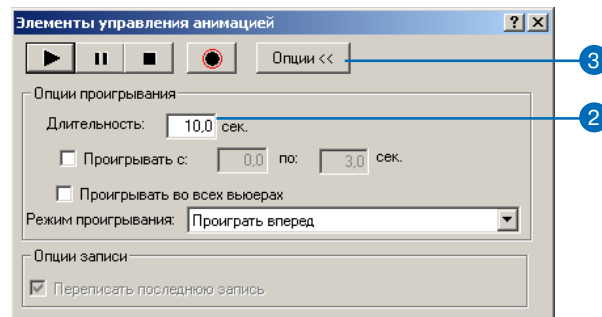 Элементы управления анимацией
Опции <<
3
Опции проигрывания
Длительность: 10,0 сек.
2
Проигрывать с: 0,0 по: 3,0 сек.
Проигрывать во всех вьюерах
Режим проигрывания: Проиграть вперед
Опции записи
Переписать последнюю запись